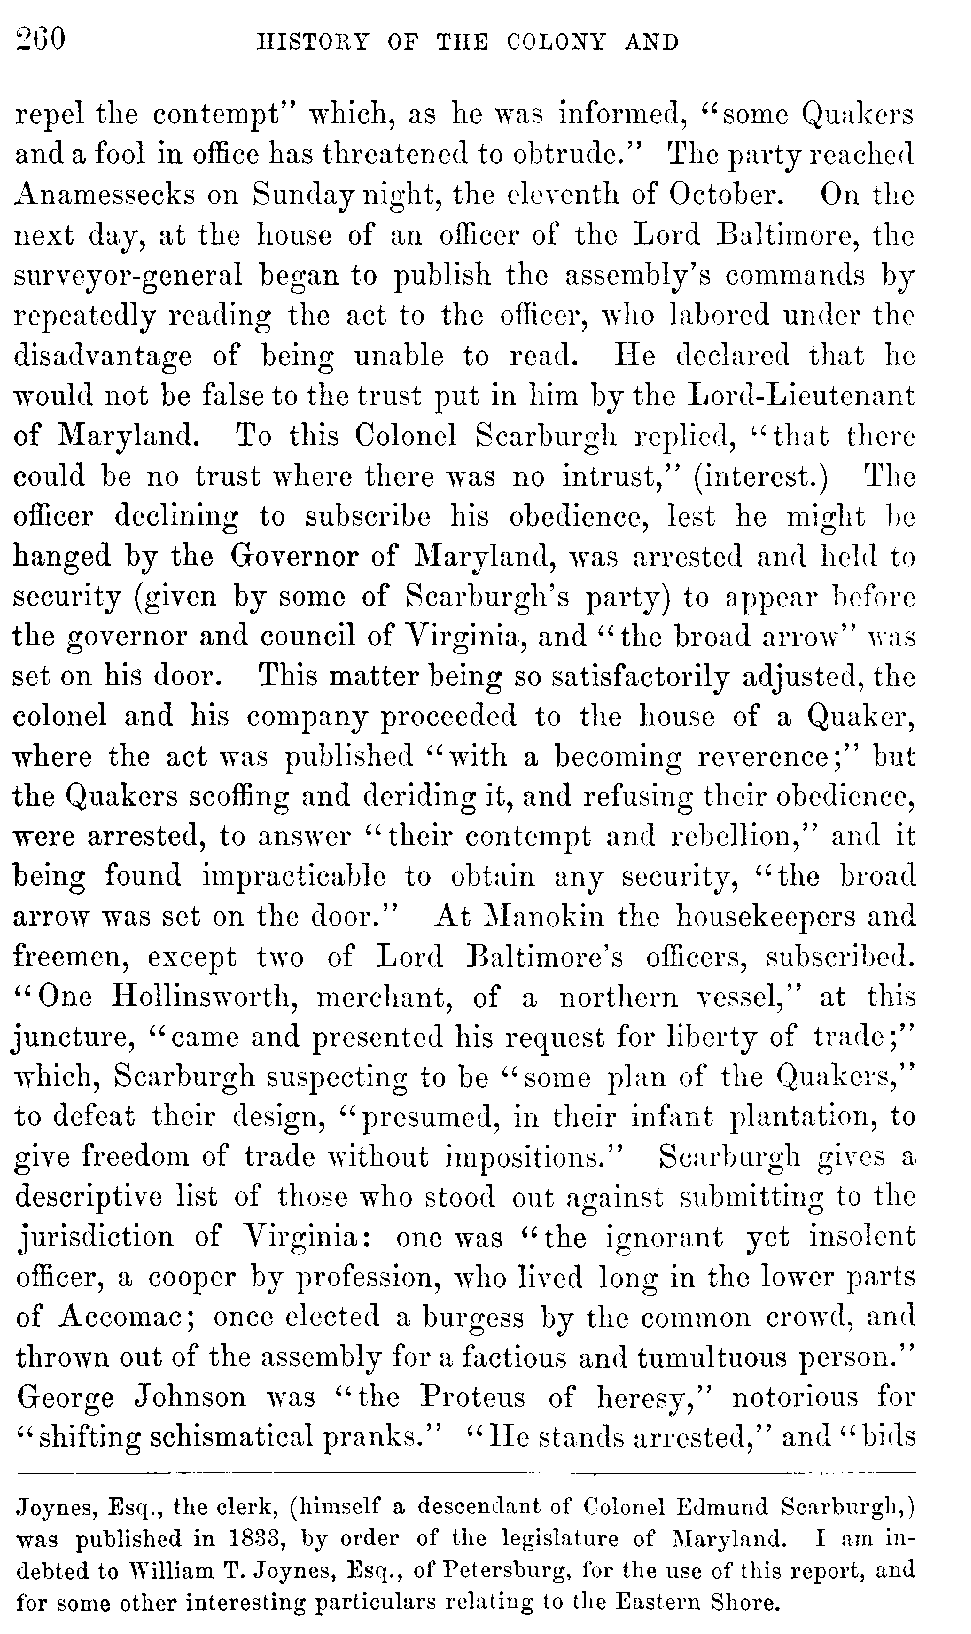 260 HISTORY OF THE COLONY AND
repel the contempt" which, as he was informed, "some Quakers
and a fool in office has threatened to obtrude." The party reached
Anamessecks on Sunday night, the eleventh of October. On the
next day, at the house of an officer of the Lord Baltimore, the
surveyor-general began to publish the assembly's commands by
repeatedly reading the act to the officer, who labored under the
disadvantage of being unable to read. He declared that he
would not be false to the trust put in him by the Lord-Lieutenant
of Maryland. To this Colonel Scarburgh replied, "that there
could be no trust where there was no intrust," (interest.) The
officer declining to subscribe his obedience, lest he might be
hanged by the Governor of Maryland, was arrested and held to
security (given by some of Scarburgh's party) to appear before
the governor and council of Virginia, and "the broad arrow" was
set on his door. This matter being so satisfactorily adjusted, the
colonel and his company proceeded to the house of a Quaker,
where the act was published "with a becoming reverence;" but
the Quakers scoffing and deriding it, and refusing their obedience,
were arrested, to answer "their contempt and rebellion," and it
being found impracticable to obtain any security, "the broad
arrow was set on the door." At Manokin the housekeepers and
freemen, except two of Lord Baltimore's officers, subscribed.
"One Hollinsworth, merchant, of a northern vessel," at this
juncture, "came and presented his request for liberty of trade;"
which, Scarburgh suspecting to be "some plan of the Quakers,"
to defeat their design, "presumed, in their infant plantation, to
give freedom of trade without impositions." Scarburgh gives a
descriptive list of those who stood out against submitting to the
jurisdiction of Virginia: one was "the ignorant yet insolent
officer, a cooper by profession, who lived long in the lower parts
of Accomac; once elected a burgess by the common crowd, and
thrown out of the assembly for a factious and tumultuous person."
George Johnson was "the Proteus of heresy," notorious for
"shifting schismatical pranks." "He stands arrested," and "bids
Joynes, Esq., the clerk, (himself a descendant of Colonel Edmund Scarburgh,)
was published in 1833, by order of the legislature of Maryland. I am in-
debted to William T. Joynes, Esq., of Petersburg, for the use of this report, and
for some other interesting particulars relating to the Eastern Shore.